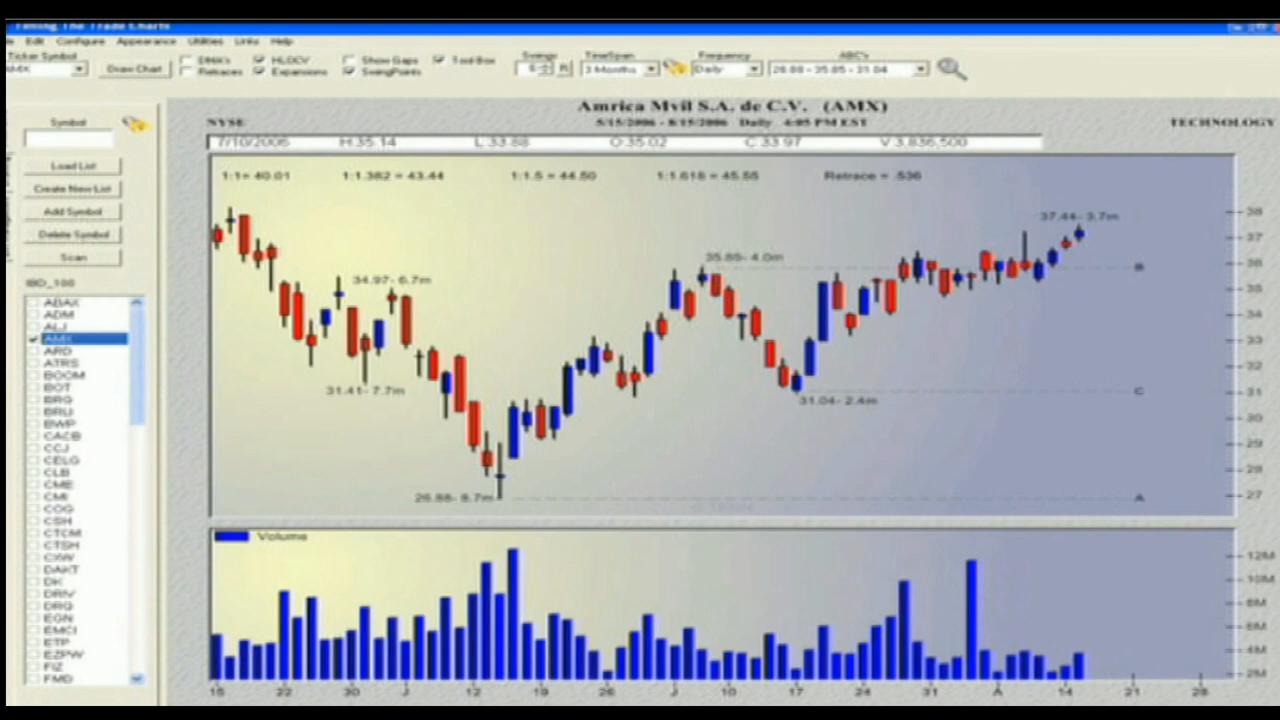 Timing The Trade Charts
Edit Configure Appearance Utilities Links Help
Ticker Symbol
AMX
Draw Chart
DMA's HLOCV Show Gaps Tool Box
Retraces Expansions SwingPoints
Swings TimeSpan Frequency ABC's
3 Months Daily 26.88 - 35.85 - 31.04
Amrica Mvil S.A. de C.V. (AMX)
NYSE 5/15/2006 - 8/15/2006 Daily 4:05 PM EST TECHNOLOGY
7/10/2006 H:35.14 L:33.88 O:35.02 C:33.97 V:3,836,500
Symbol
Load List
Create New List
Add Symbol
Delete Symbol
Scan
IBD_100
ABAX
ADM
ALJ
AMX
ARD
ATRS
BOOM
BOT
BRG
BRLI
BWP
CACB
CCJ
CELG
CLB
CME
CMI
COG
CSH
CTCM
CTSH
CXW
DAKT
DK
DRIV
DRQ
EGN
EMCI
ETP
EZPW
FIZ
FMD
1:1= 40.01 1:1.382 = 43.44 1:1.5 = 44.50 1:1.618 = 45.55 Retrace = .536
37.44- 3.7m
35.85- 4.0m
34.97- 6.7m
31.41- 7.7m
31.04- 2.4m
26.88- 8.7m
B
C
A
38
37
36
35
34
33
32
31
30
29
28
27
Volume
12M
10M
8M
6M
4M
2M
15 22 30 J 12 19 26 J 10 17 24 31 A 14 21 28